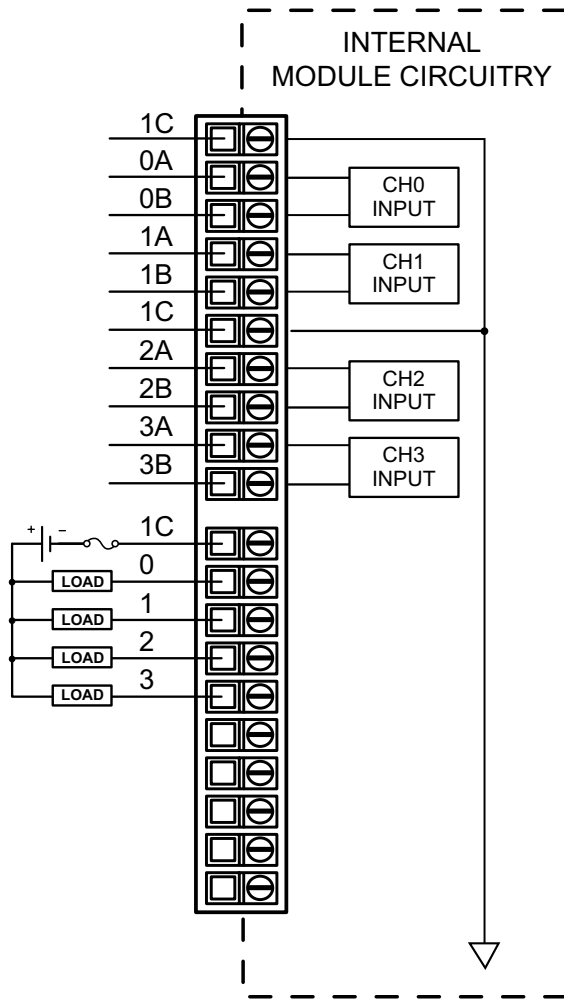 INTERNAL
MODULE CIRCUITRY
1C
0A
0B
CH0
INPUT
1A
1B
CH1
INPUT
1C
2A
2B
CH2
INPUT
3A
3B
CH3
INPUT
+ –
1C
0
LOAD
1
LOAD
2
LOAD
3
LOAD